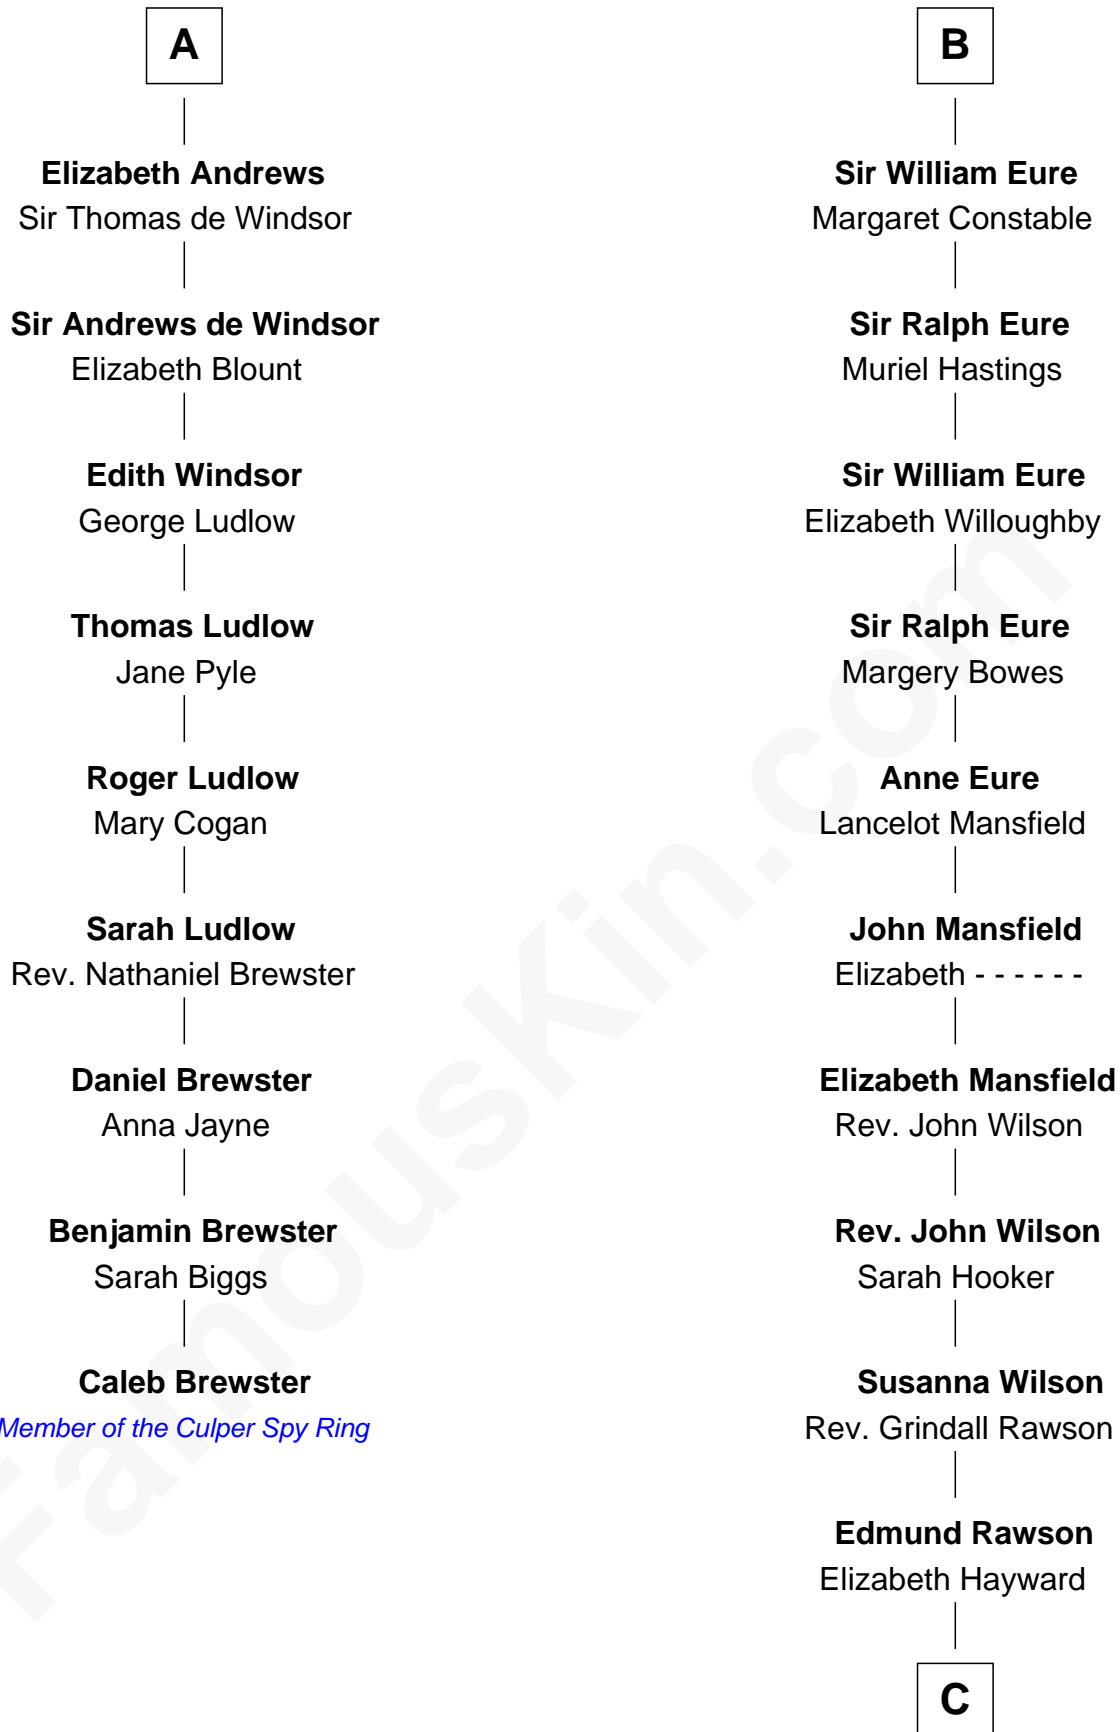 A
Elizabeth Andrews
Sir Thomas de Windsor
Sir Andrews de Windsor
Elizabeth Blount
Edith Windsor
George Ludlow
Thomas Ludlow
Jane Pyle
Roger Ludlow
Mary Cogan
Sarah Ludlow
Rev. Nathaniel Brewster
Daniel Brewster
Anna Jayne
Benjamin Brewster
Sarah Biggs
Caleb Brewster
Member of the Culper Spy Ring
B
Sir William Eure
Margaret Constable
Sir Ralph Eure
Muriel Hastings
Sir William Eure
Elizabeth Willoughby
Sir Ralph Eure
Margery Bowes
Anne Eure
Lancelot Mansfield
John Mansfield
Elizabeth - - - - - -
Elizabeth Mansfield
Rev. John Wilson
Rev. John Wilson
Sarah Hooker
Susanna Wilson
Rev. Grindall Rawson
Edmund Rawson
Elizabeth Hayward
C
FamousKin.com